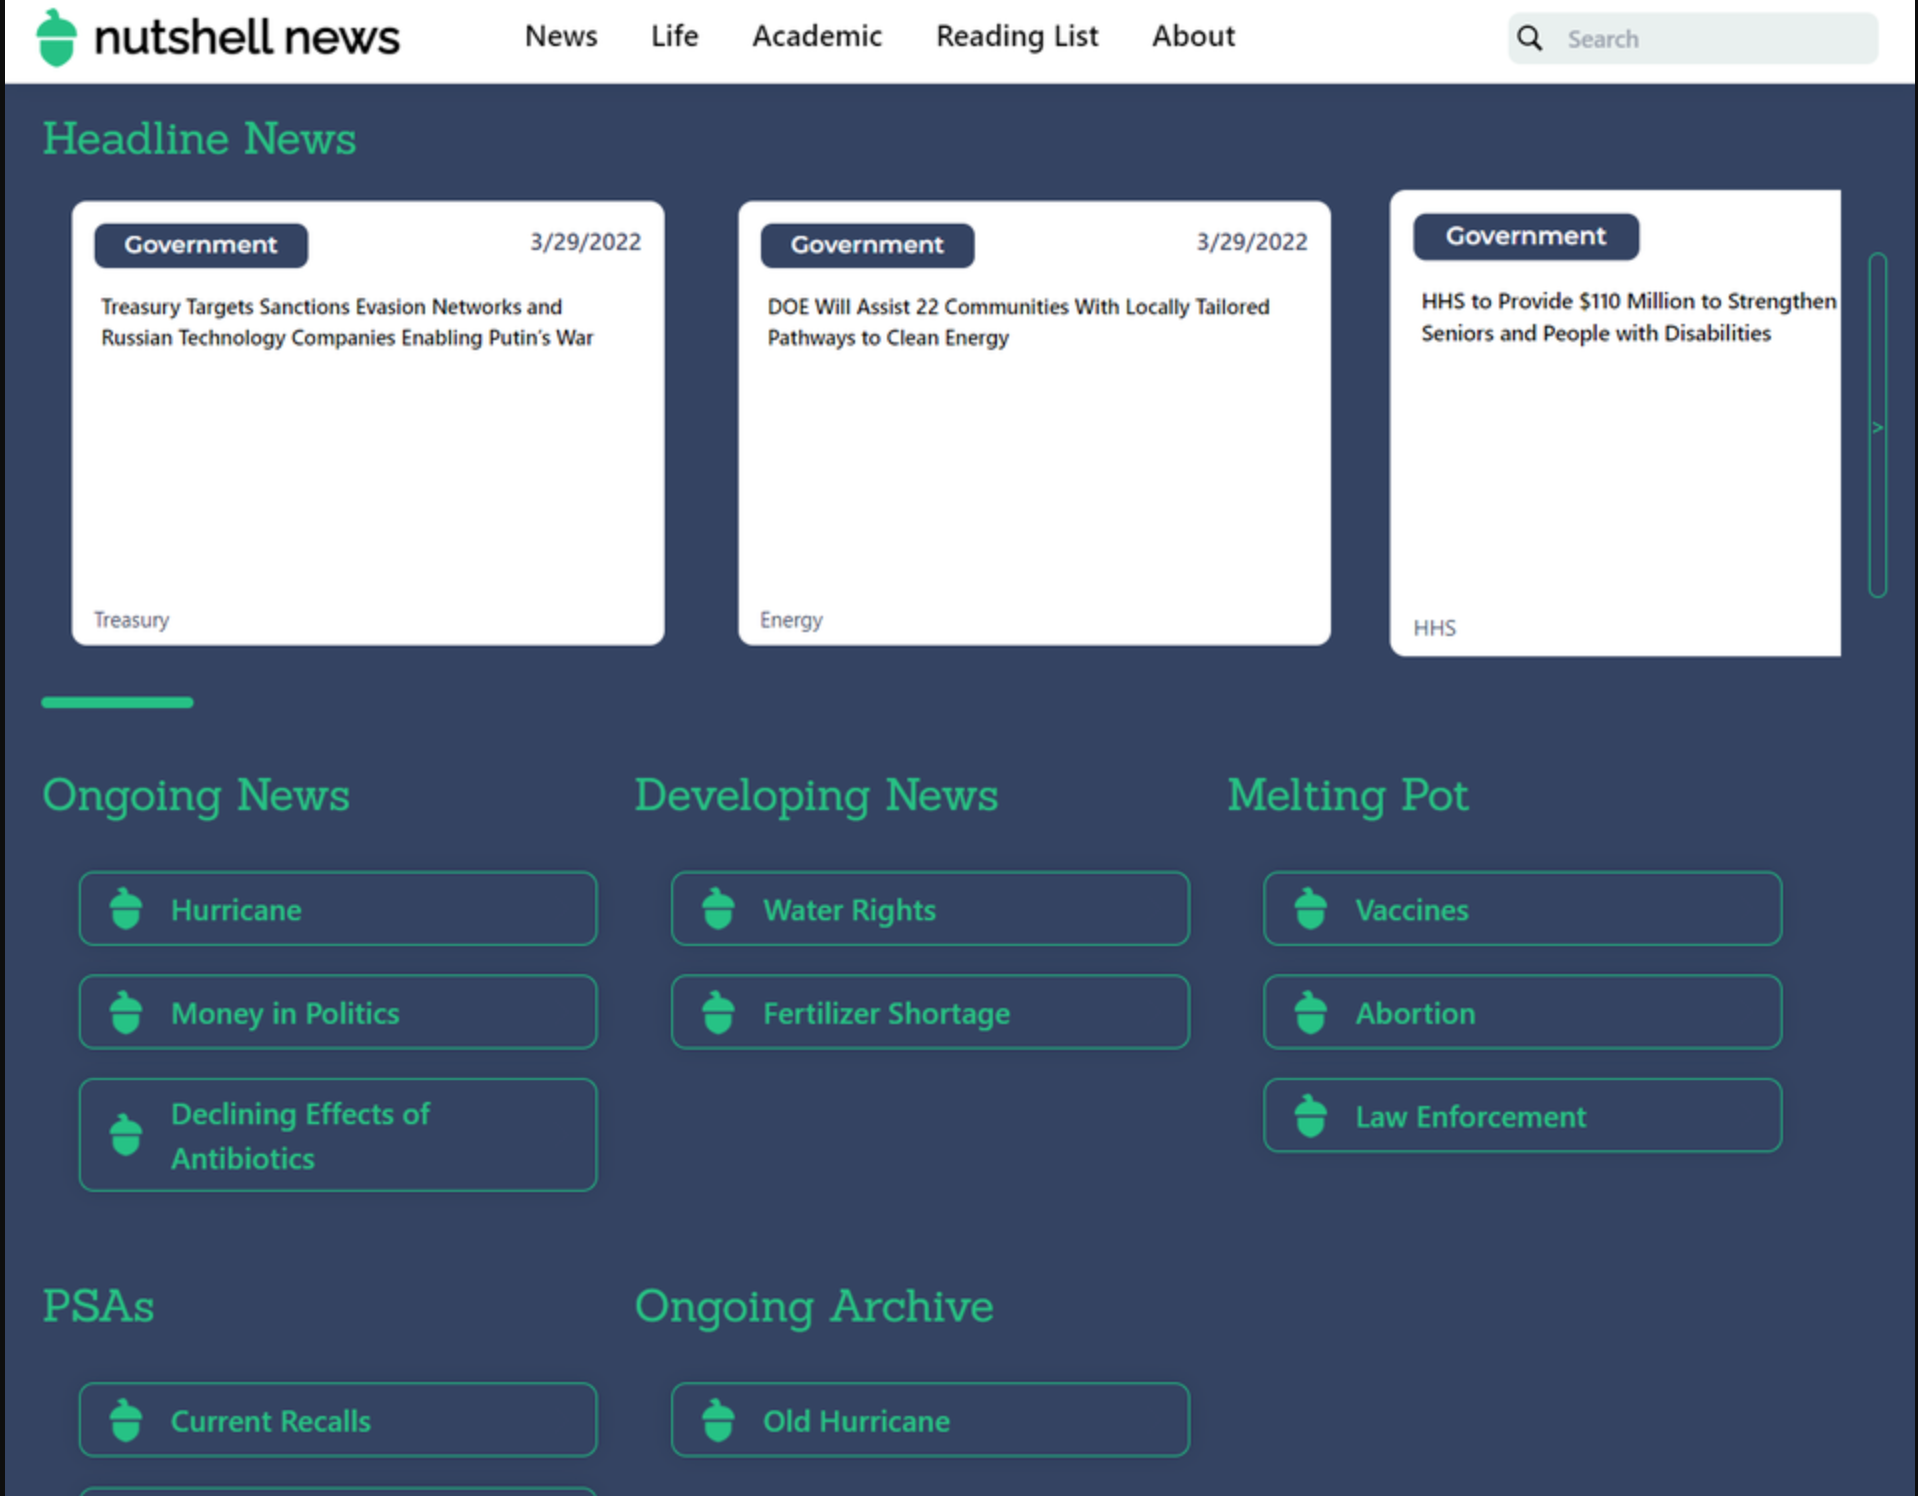 nutshell news
News Life Academic Reading List About
Search
Headline News
Government 3/29/2022
Treasury Targets Sanctions Evasion Networks and
Russian Technology Companies Enabling Putin's War
Treasury
Government 3/29/2022
DOE Will Assist 22 Communities With Locally Tailored
Pathways to Clean Energy
Energy
Government
HHS to Provide $110 Million to Strengthen
Seniors and People with Disabilities
HHS
>
Ongoing News
Hurricane
Money in Politics
Declining Effects of
Antibiotics
Developing News
Water Rights
Fertilizer Shortage
Melting Pot
Vaccines
Abortion
Law Enforcement
PSAs
Current Recalls
Ongoing Archive
Old Hurricane